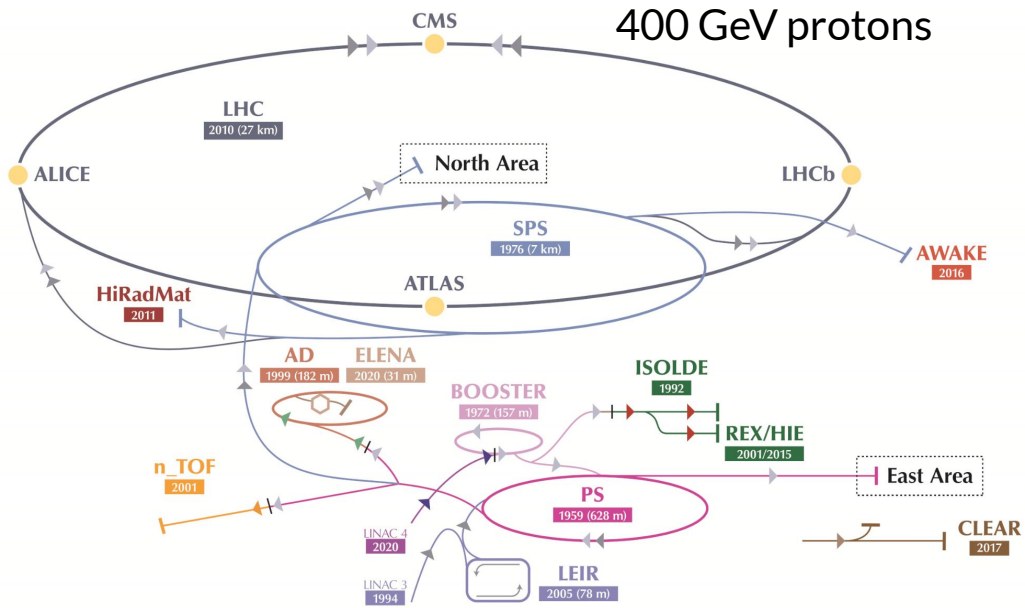 400 GeV protons
CMS
LHC
2010 (27 km)
North Area
ALICE
LHCb
SPS
1976 (7 km)
AWAKE
2016
ATLAS
HiRadMat
2011
AD
1999 (182 m)
ELENA
2020 (31 m)
ISOLDE
1992
BOOSTER
1972 (157 m)
REX/HIE
2001/2015
n_TOF
2001
East Area
PS
1959 (628 m)
LINAC 4
2020
CLEAR
2017
LINAC 3
1994
LEIR
2005 (78 m)